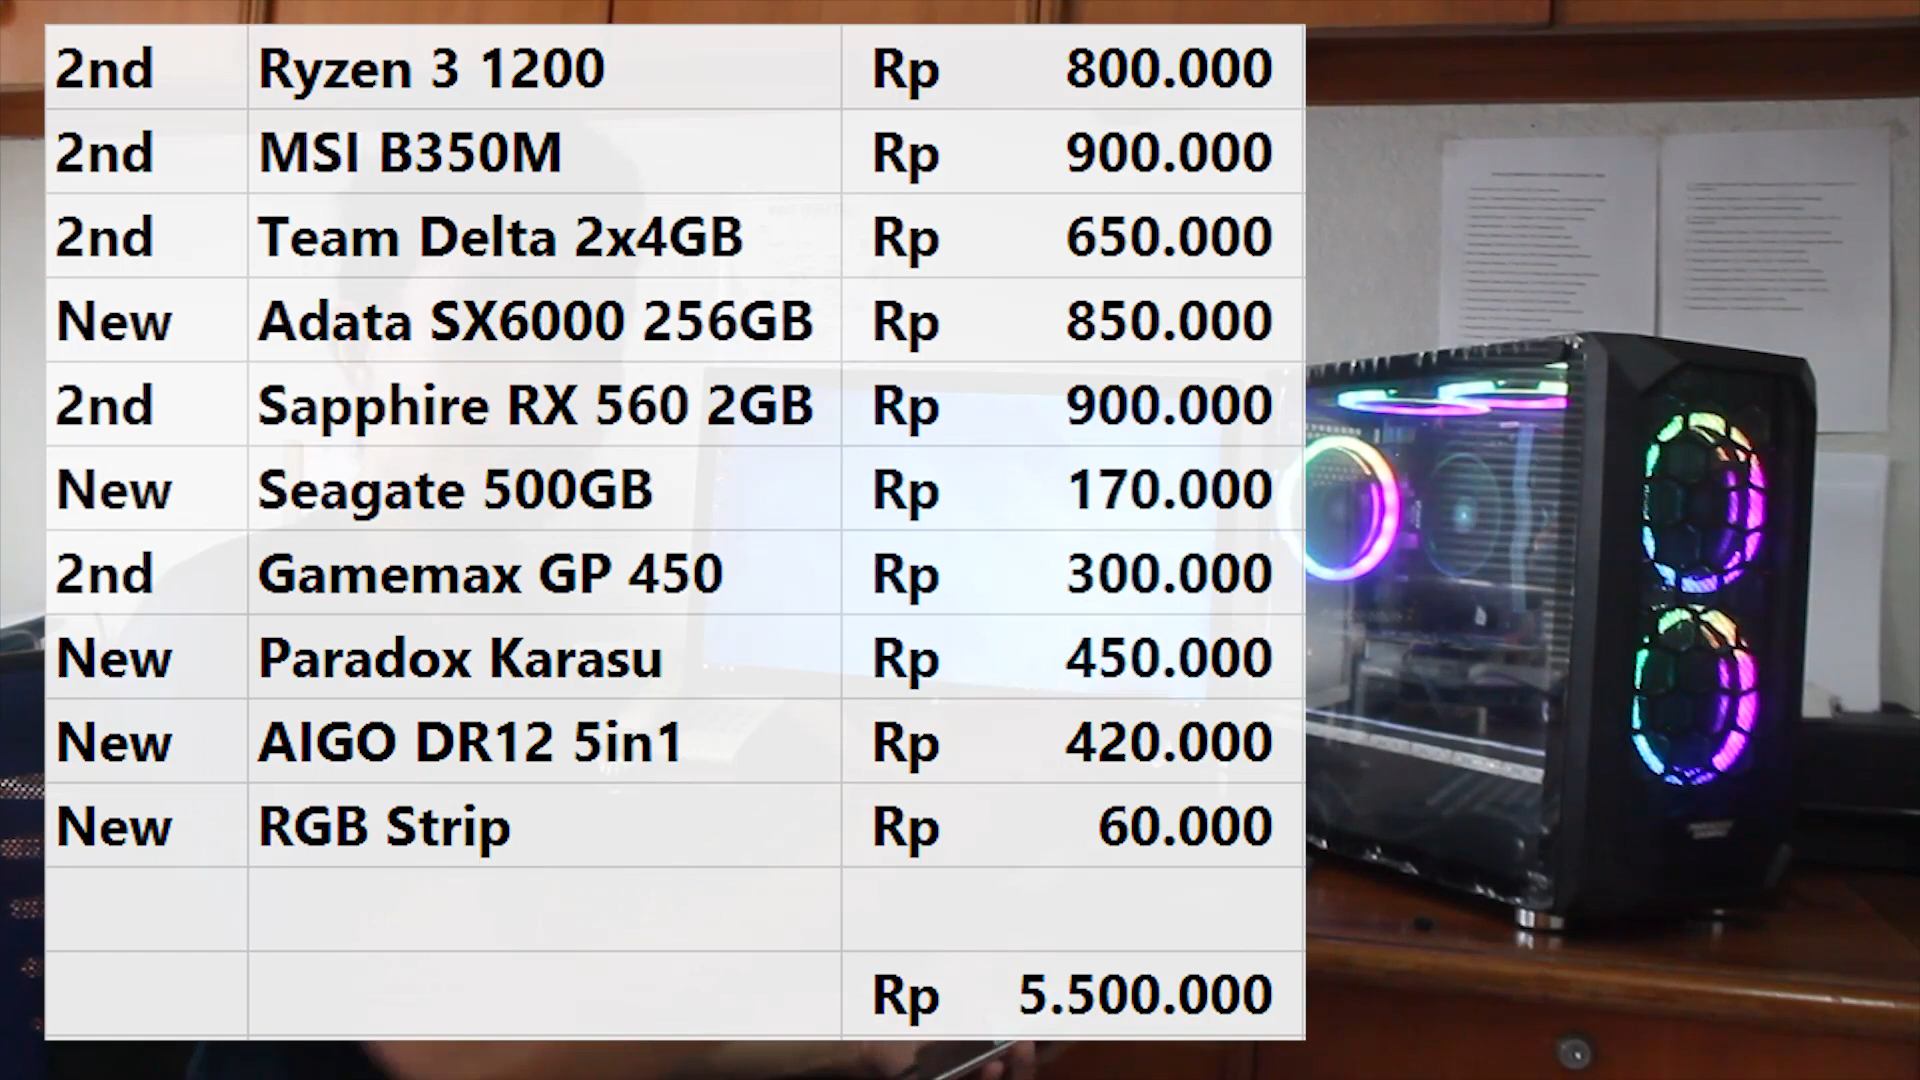 2nd Ryzen 3 1200 Rp 800.000
2nd MSI B350M Rp 900.000
2nd Team Delta 2x4GB Rp 650.000
New Adata SX6000 256GB Rp 850.000
2nd Sapphire RX 560 2GB Rp 900.000
New Seagate 500GB Rp 170.000
2nd Gamemax GP 450 Rp 300.000
New Paradox Karasu Rp 450.000
New AIGO DR12 5in1 Rp 420.000
New RGB Strip Rp 60.000
Rp 5.500.000